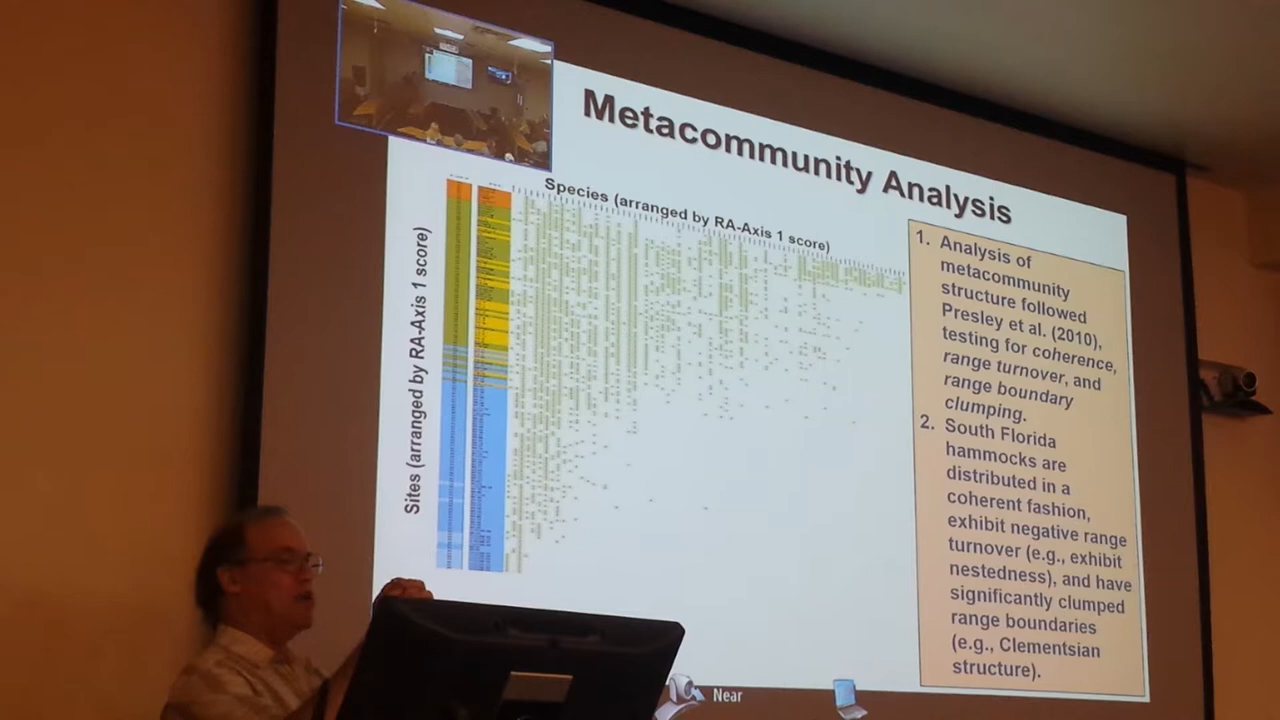 Metacommunity Analysis
Species (arranged by RA-Axis 1 score)
Sites (arranged by RA-Axis 1 score)
1. Analysis of
metacommunity
structure followed
Presley et al. (2010),
testing for coherence,
range turnover, and
range boundary
clumping.
2. South Florida
hammocks are
distributed in a
coherent fashion,
exhibit negative range
turnover (e.g., exhibit
nestedness), and have
significantly clumped
range boundaries
(e.g., Clementsian
structure).
Near